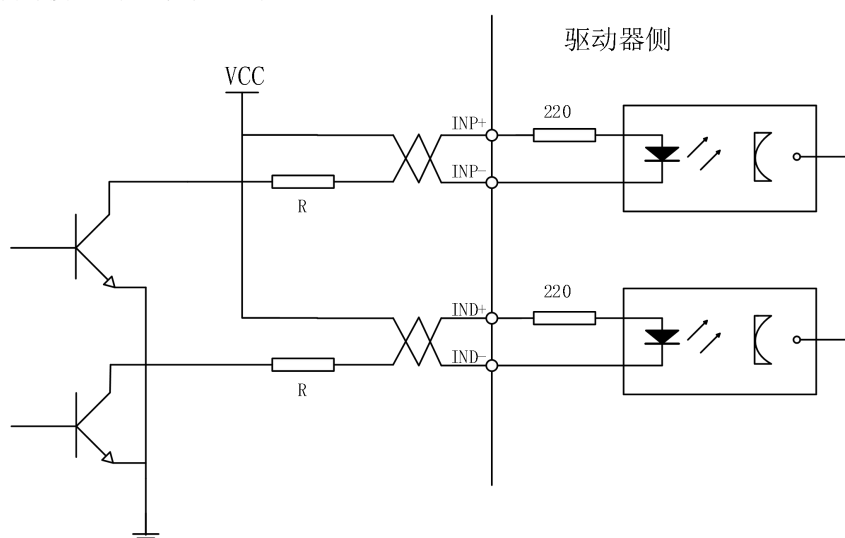 驱动器侧
VCC
INP+
220
INP-
R
IND+
220
IND-
R